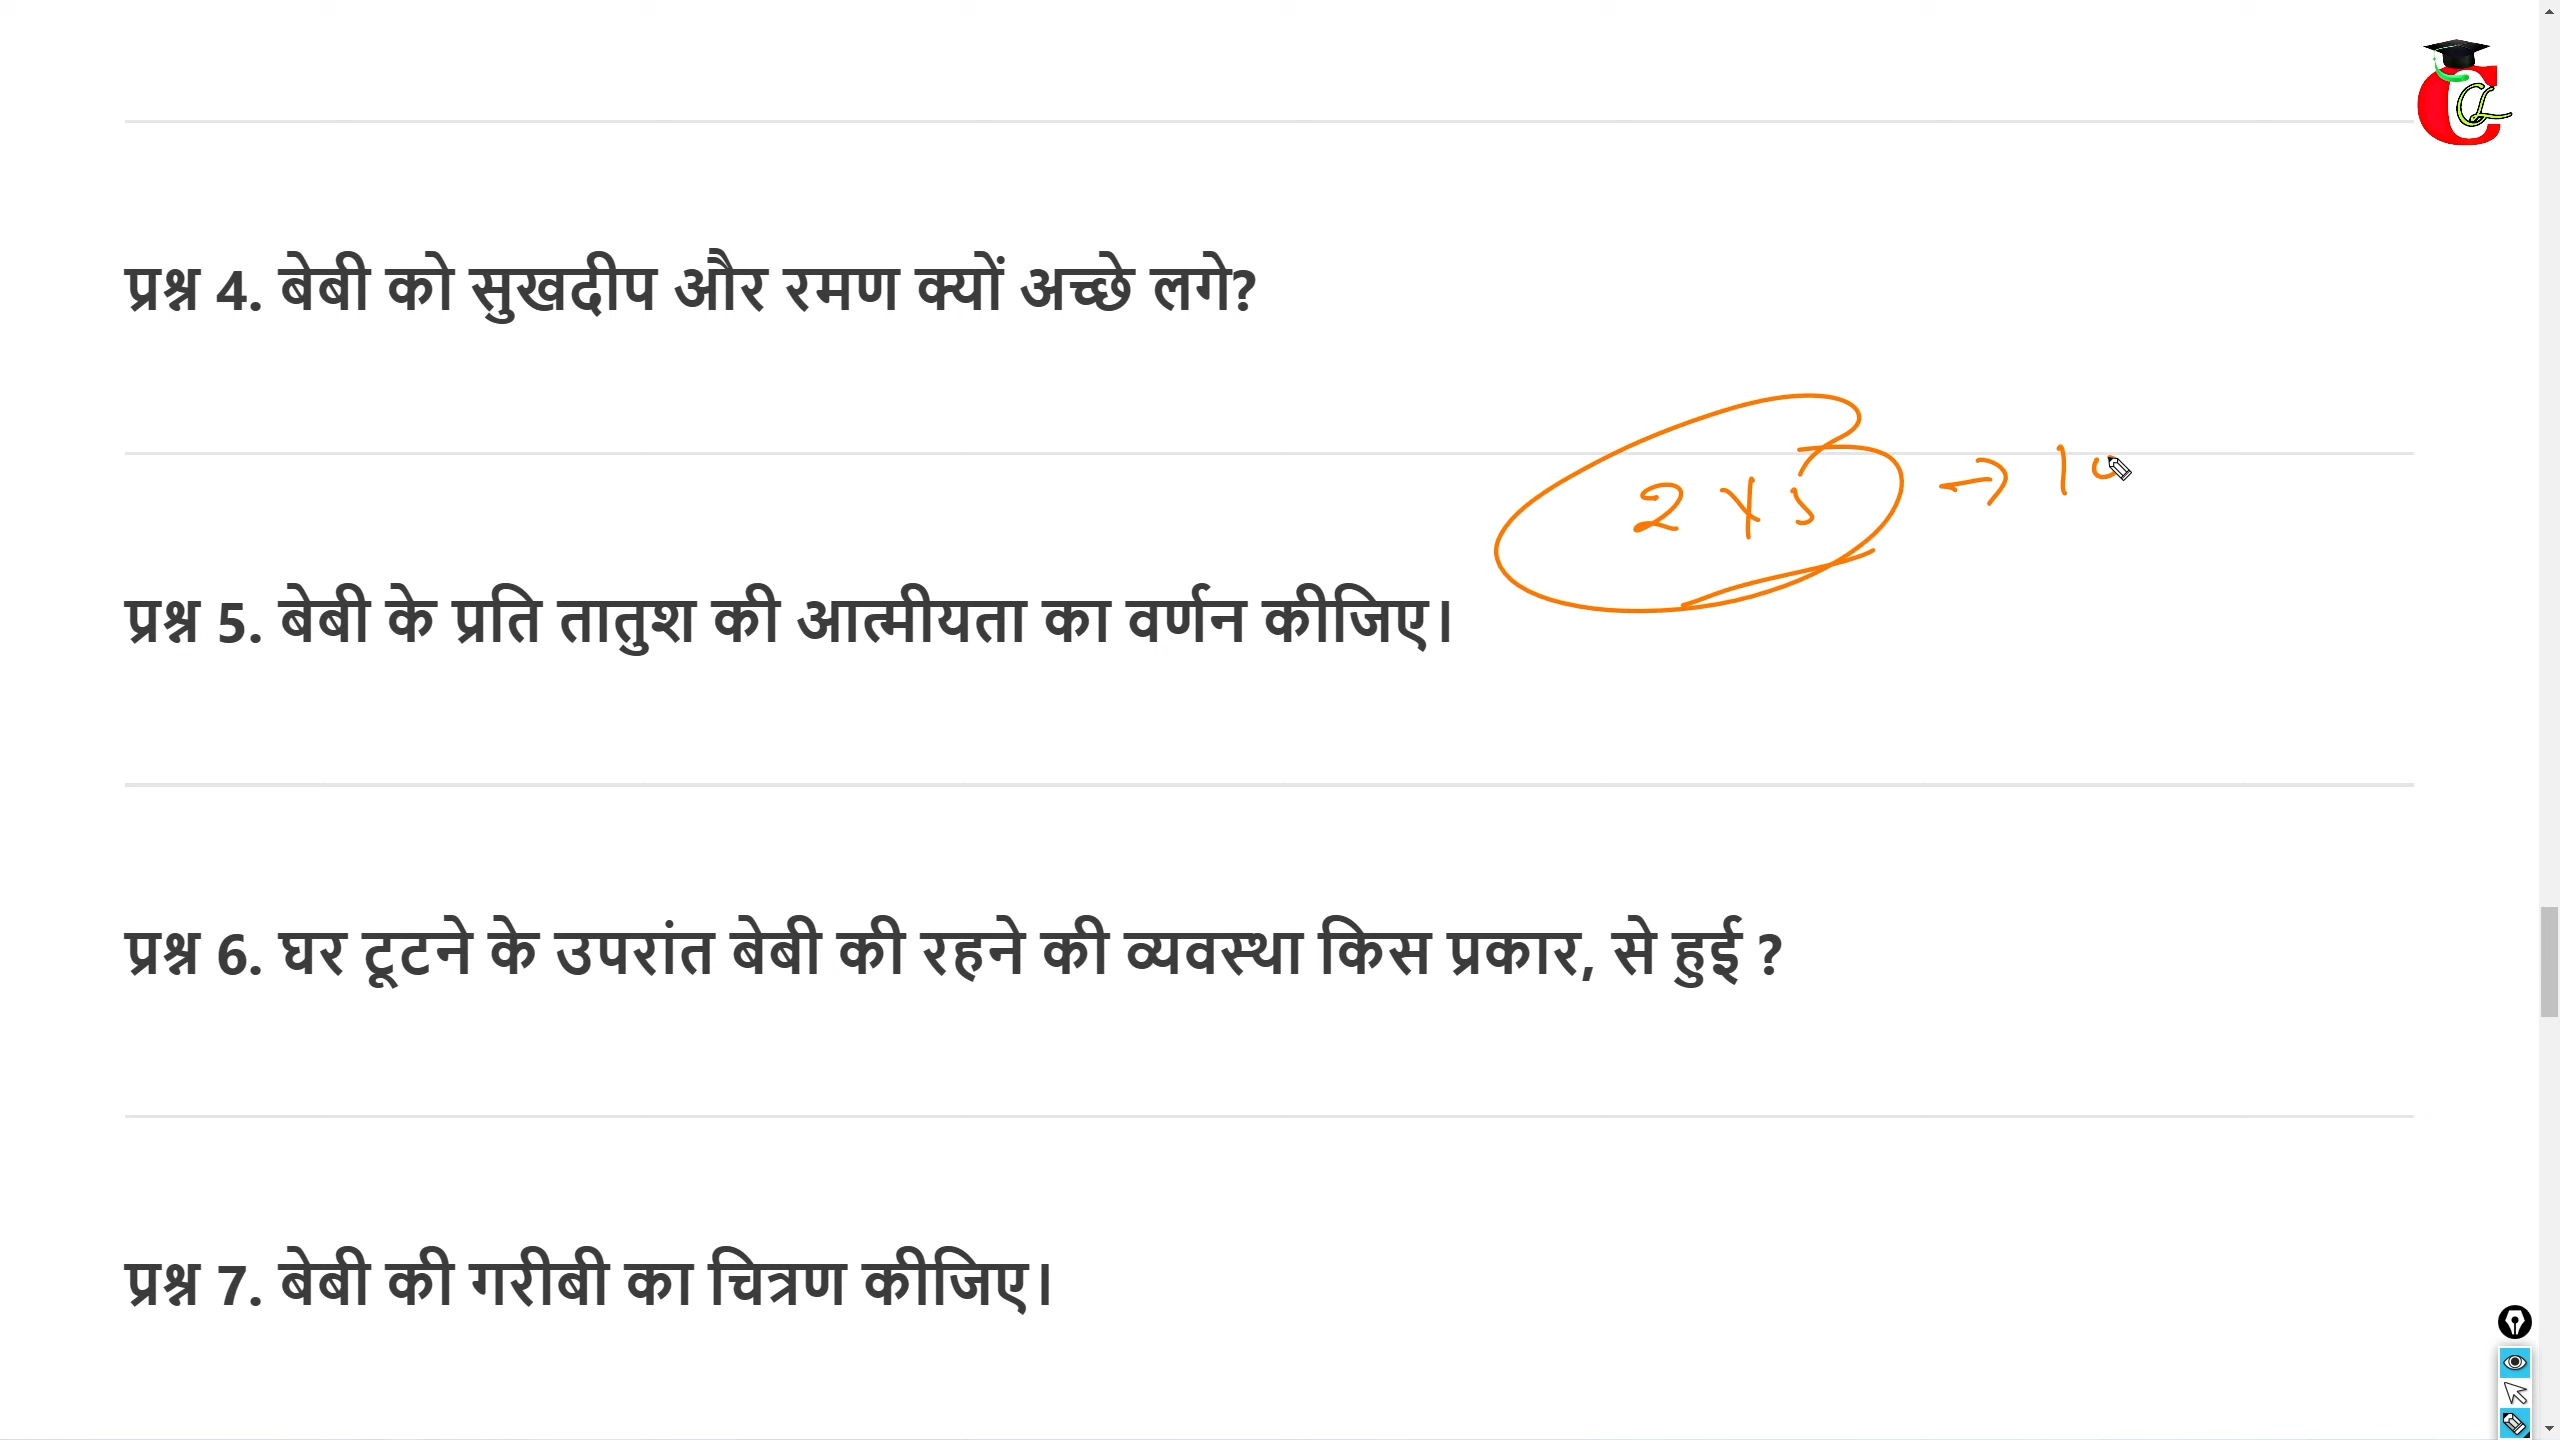 प्रश्न 4. बेबी को सुखदीप और रमण क्यों अच्छे लगे?
2 x 5 → 10
प्रश्न 5. बेबी के प्रति तातुश की आत्मीयता का वर्णन कीजिए।
प्रश्न 6. घर टूटने के उपरांत बेबी की रहने की व्यवस्था किस प्रकार, से हुई ?
प्रश्न 7. बेबी की गरीबी का चित्रण कीजिए।